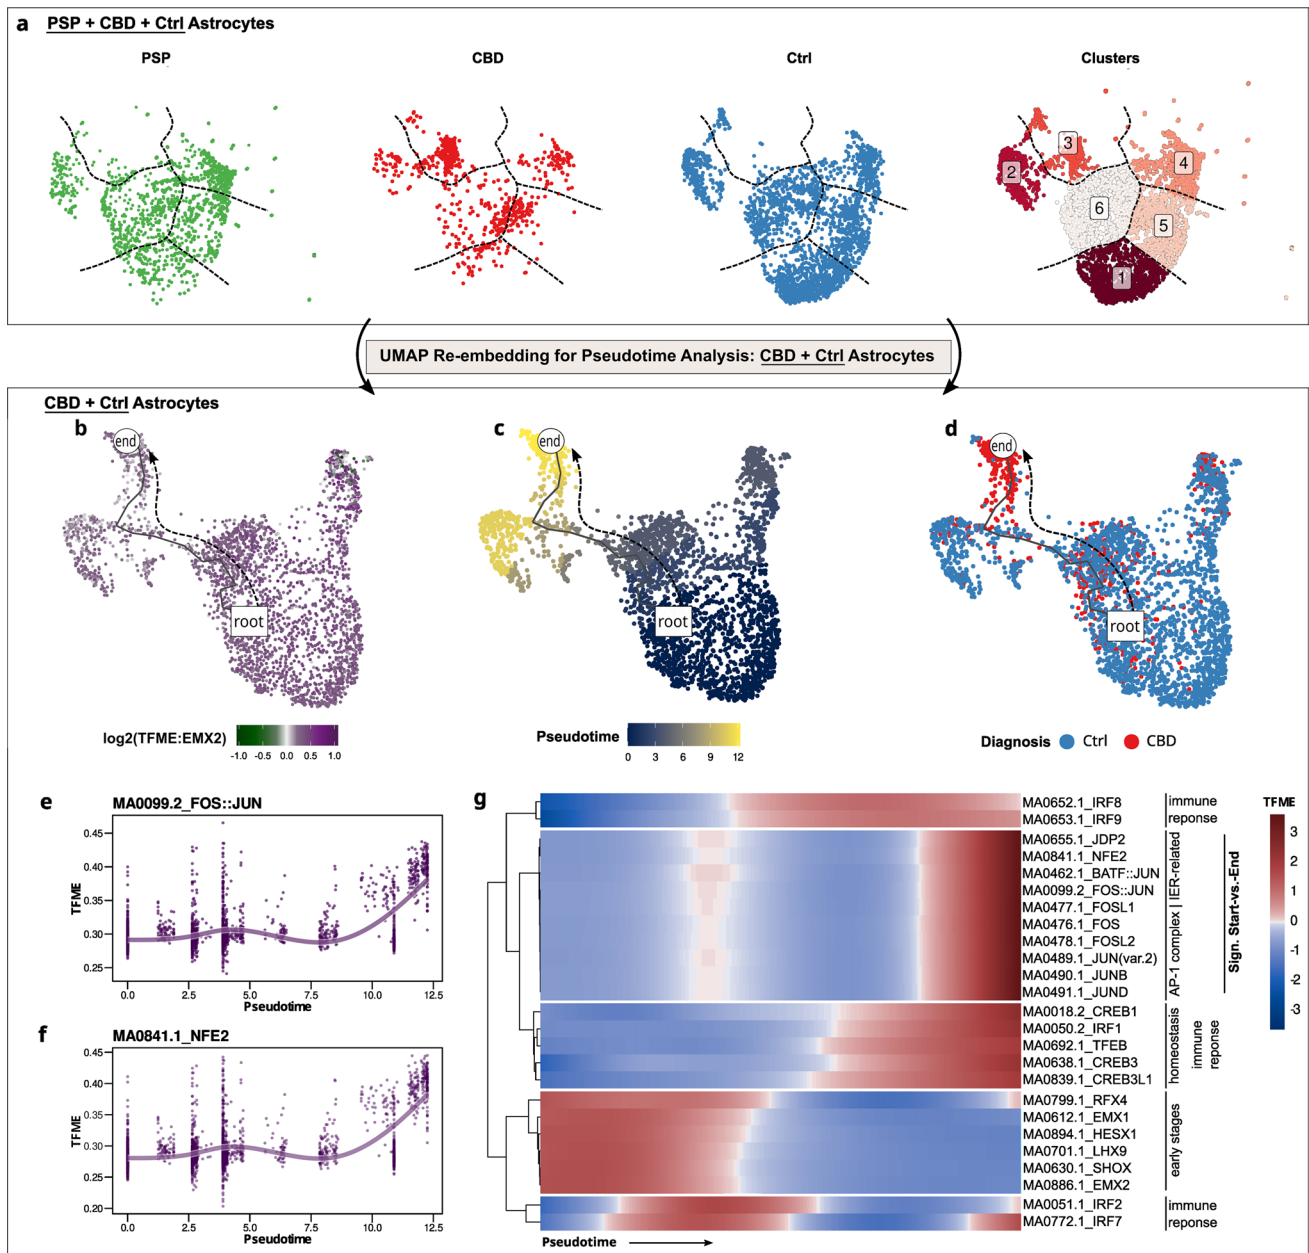 a PSP + CBD + Ctrl Astrocytes
PSP CBD Ctrl Clusters
3
4
2
6
5
1
UMAP Re-embedding for Pseudotime Analysis: CBD + Ctrl Astrocytes
CBD + Ctrl Astrocytes
b c d
end end end
root root root
log2(TFME:EMX2)
-1.0 -0.5 0.0 0.5 1.0
Pseudotime
0 3 6 9 12
Diagnosis Ctrl CBD
e MA0099.2_FOS::JUN
TFME
0.45
0.40
0.35
0.30
0.25
0.0 2.5 5.0 7.5 10.0 12.5
Pseudotime
f MA0841.1_NFE2
TFME
0.45
0.40
0.35
0.30
0.25
0.20
0.0 2.5 5.0 7.5 10.0 12.5
Pseudotime
g
MA0652.1_IRF8
MA0653.1_IRF9
MA0655.1_JDP2
MA0841.1_NFE2
MA0462.1_BATF::JUN
MA0099.2_FOS::JUN
MA0477.1_FOSL1
MA0476.1_FOS
MA0478.1_FOSL2
MA0489.1_JUN(var.2)
MA0490.1_JUNB
MA0491.1_JUND
MA0018.2_CREB1
MA0050.2_IRF1
MA0692.1_TFEB
MA0638.1_CREB3
MA0839.1_CREB3L1
MA0799.1_RFX4
MA0612.1_EMX1
MA0894.1_HESX1
MA0701.1_LHX9
MA0630.1_SHOX
MA0886.1_EMX2
MA0051.1_IRF2
MA0772.1_IRF7
immune
reponse
AP-1 complex | IER-related
Sign. Start-vs.-End
homeostasis
immune
reponse
early stages
immune
reponse
Pseudotime
TFME
3
2
1
0
-1
-2
-3